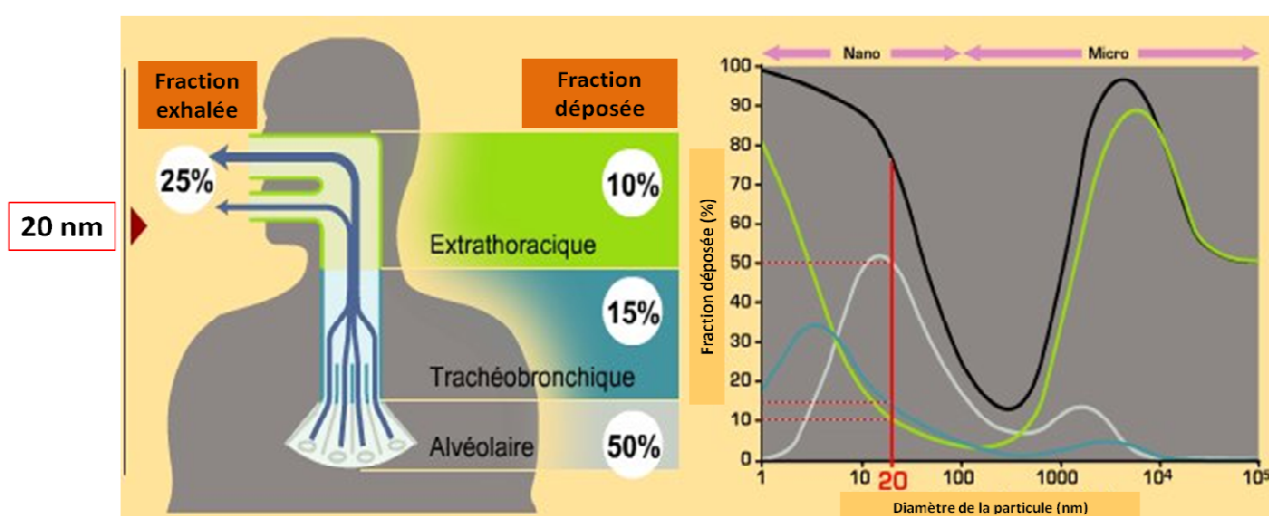 20 nm
Fraction
exhalée
25%
Fraction
déposée
10%
Extrathoracique
15%
Trachéobronchique
50%
Alvéolaire
Nano
Micro
Fraction déposée (%)
100
90
80
70
60
50
40
30
20
10
0
1
10
20
100
1000
10⁴
10⁵
Diamètre de la particule (nm)